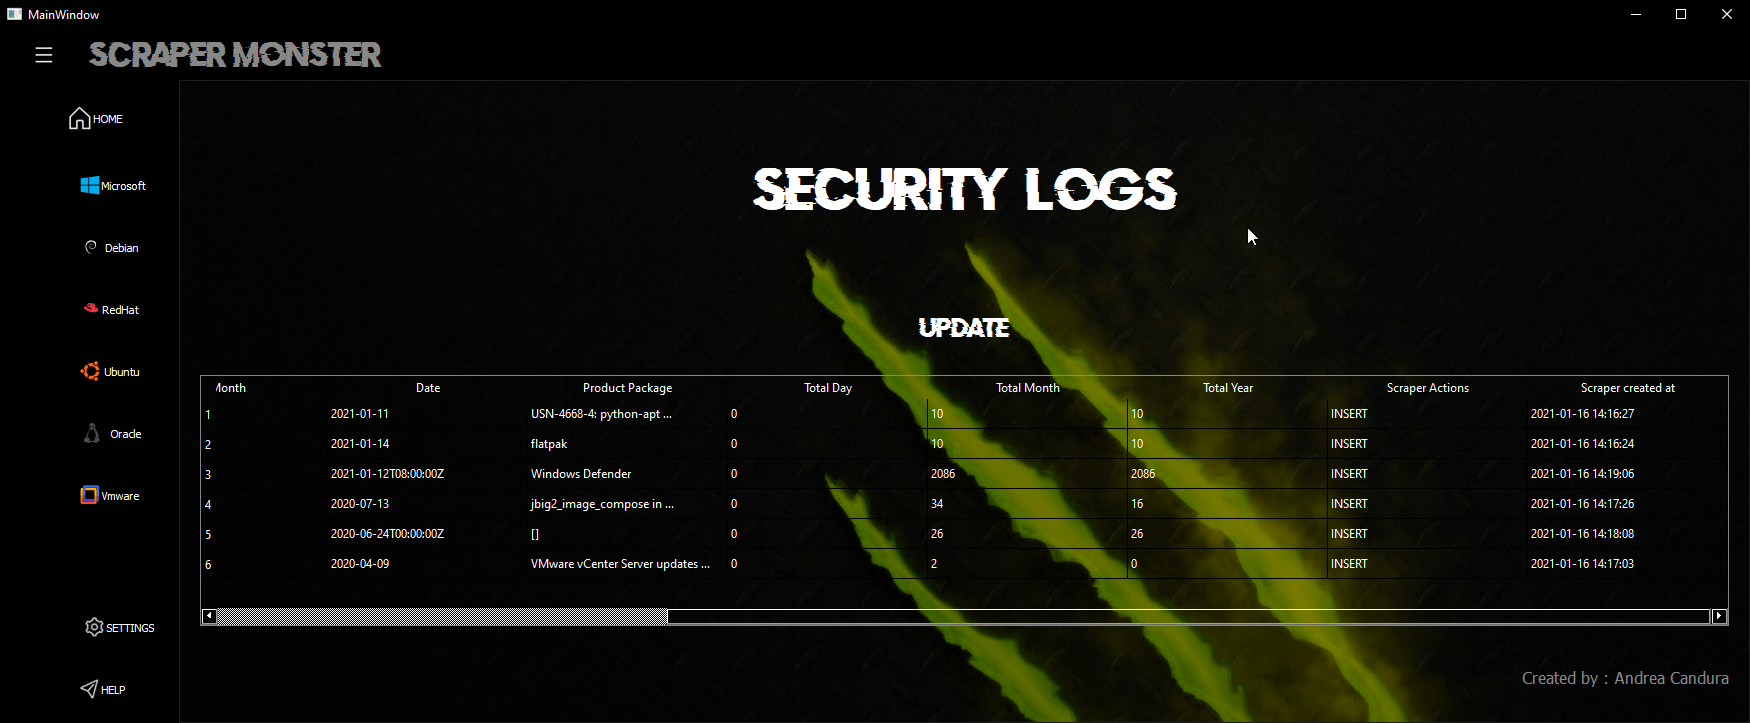 MainWindow
SCRAPER MONSTER
HOME
Microsoft
Debian
RedHat
Ubuntu
Oracle
Vmware
SETTINGS
HELP
SECURITY LOGS
UPDATE
Month Date Product Package Total Day Total Month Total Year Scraper Actions Scraper created at
1 2021-01-11 USN-4668-4: python-apt ... 0 10 10 INSERT 2021-01-16 14:16:27
2 2021-01-14 flatpak 0 10 10 INSERT 2021-01-16 14:16:24
3 2021-01-12T08:00:00Z Windows Defender 0 2086 2086 INSERT 2021-01-16 14:19:06
4 2020-07-13 jbig2_image_compose in ... 0 34 16 INSERT 2021-01-16 14:17:26
5 2020-06-24T00:00:00Z [] 0 26 26 INSERT 2021-01-16 14:18:08
6 2020-04-09 VMware vCenter Server updates ... 0 2 0 INSERT 2021-01-16 14:17:03
Created by : Andrea Candura